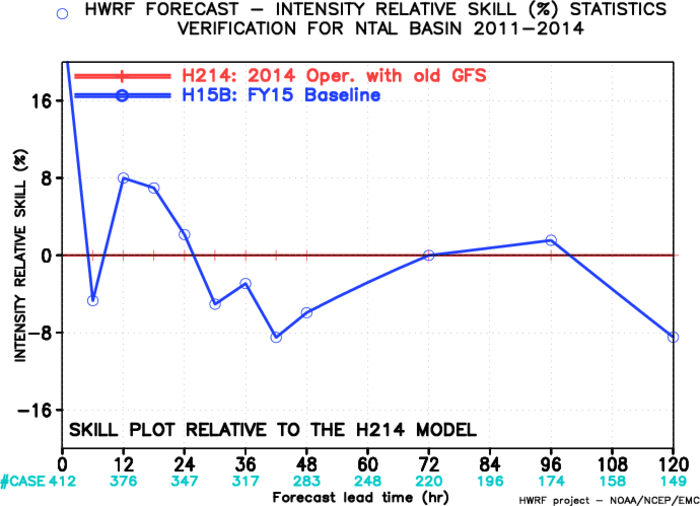 HWRF FORECAST – INTENSITY RELATIVE SKILL (%) STATISTICS
VERIFICATION FOR NTAL BASIN 2011–2014
H214: 2014 Oper. with old GFS
H15B: FY15 Baseline
INTENSITY RELATIVE SKILL (%)
16
8
0
–8
–16
SKILL PLOT RELATIVE TO THE H214 MODEL
0 12 24 36 48 60 72 84 96 108 120
#CASE 412 376 347 317 283 248 220 196 174 158 149
Forecast lead time (hr)
HWRF project – NOAA/NCEP/EMC